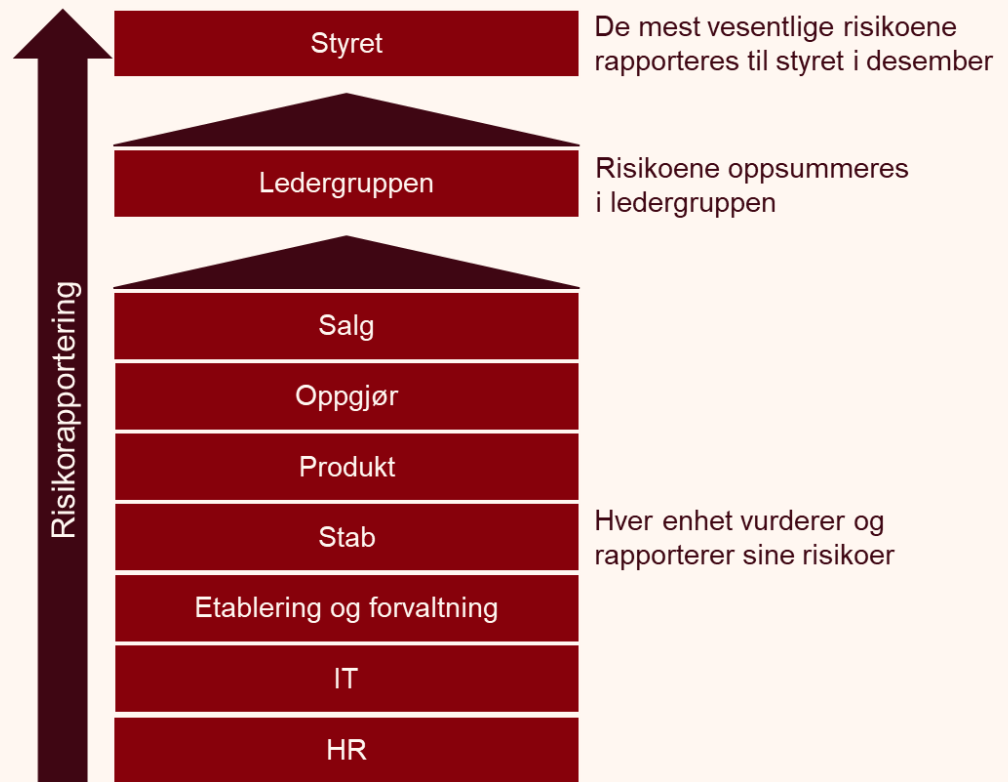 Risikorapportering
Styret
De mest vesentlige risikoene
rapporteres til styret i desember
Ledergruppen
Risikoene oppsummeres
i ledergruppen
Salg
Oppgjør
Produkt
Stab
Hver enhet vurderer og
rapporterer sine risikoer
Etablering og forvaltning
IT
HR